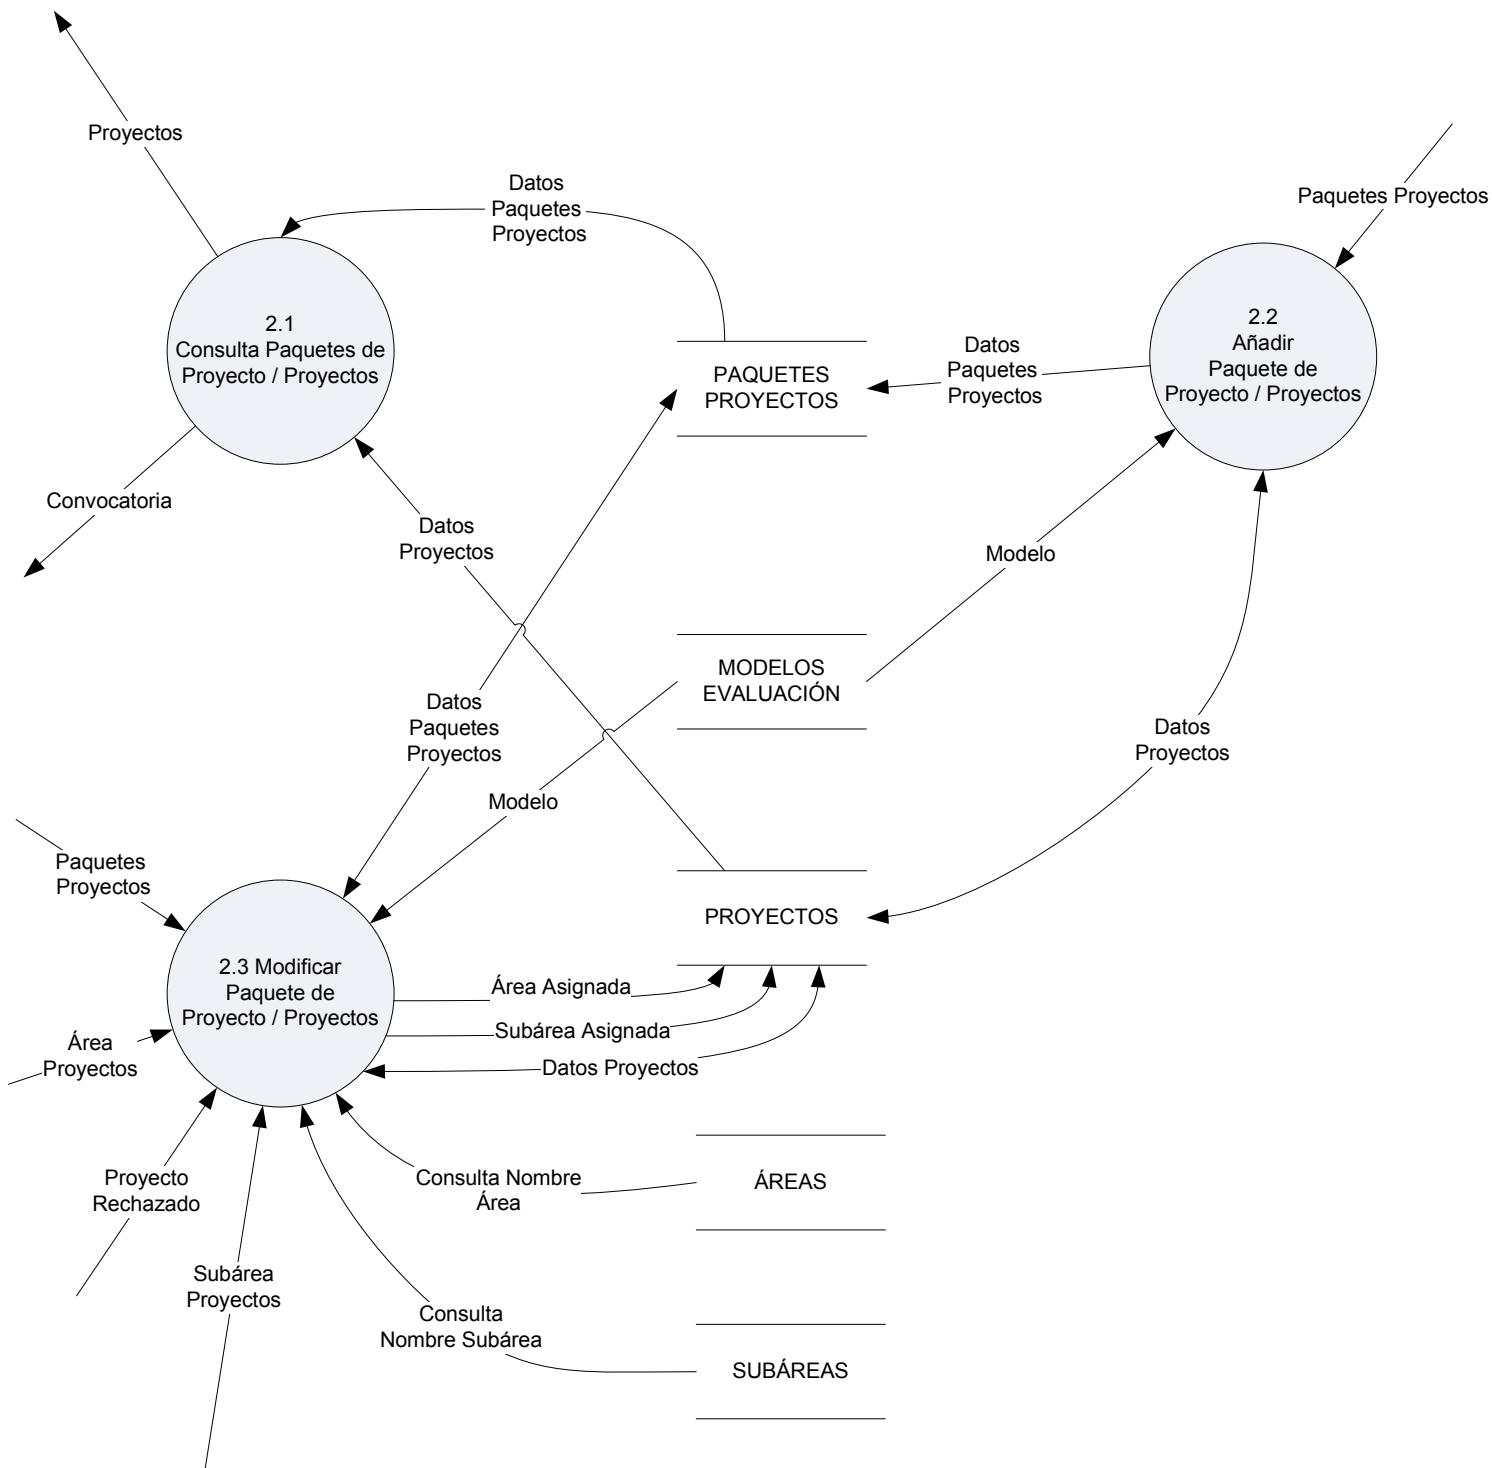 Proyectos
Datos
Paquetes
Proyectos
Paquetes Proyectos
2.1
Consulta Paquetes de
Proyecto / Proyectos
2.2
Añadir
Paquete de
Proyecto / Proyectos
PAQUETES
PROYECTOS
Datos
Paquetes
Proyectos
Convocatoria
Datos
Proyectos
Modelo
MODELOS
EVALUACIÓN
Datos
Paquetes
Proyectos
Datos
Proyectos
Modelo
Paquetes
Proyectos
PROYECTOS
2.3 Modificar
Paquete de
Proyecto / Proyectos
Área Asignada
Subárea Asignada
Datos Proyectos
Área
Proyectos
Proyecto
Rechazado
Consulta Nombre
Área
ÁREAS
Subárea
Proyectos
Consulta
Nombre Subárea
SUBÁREAS